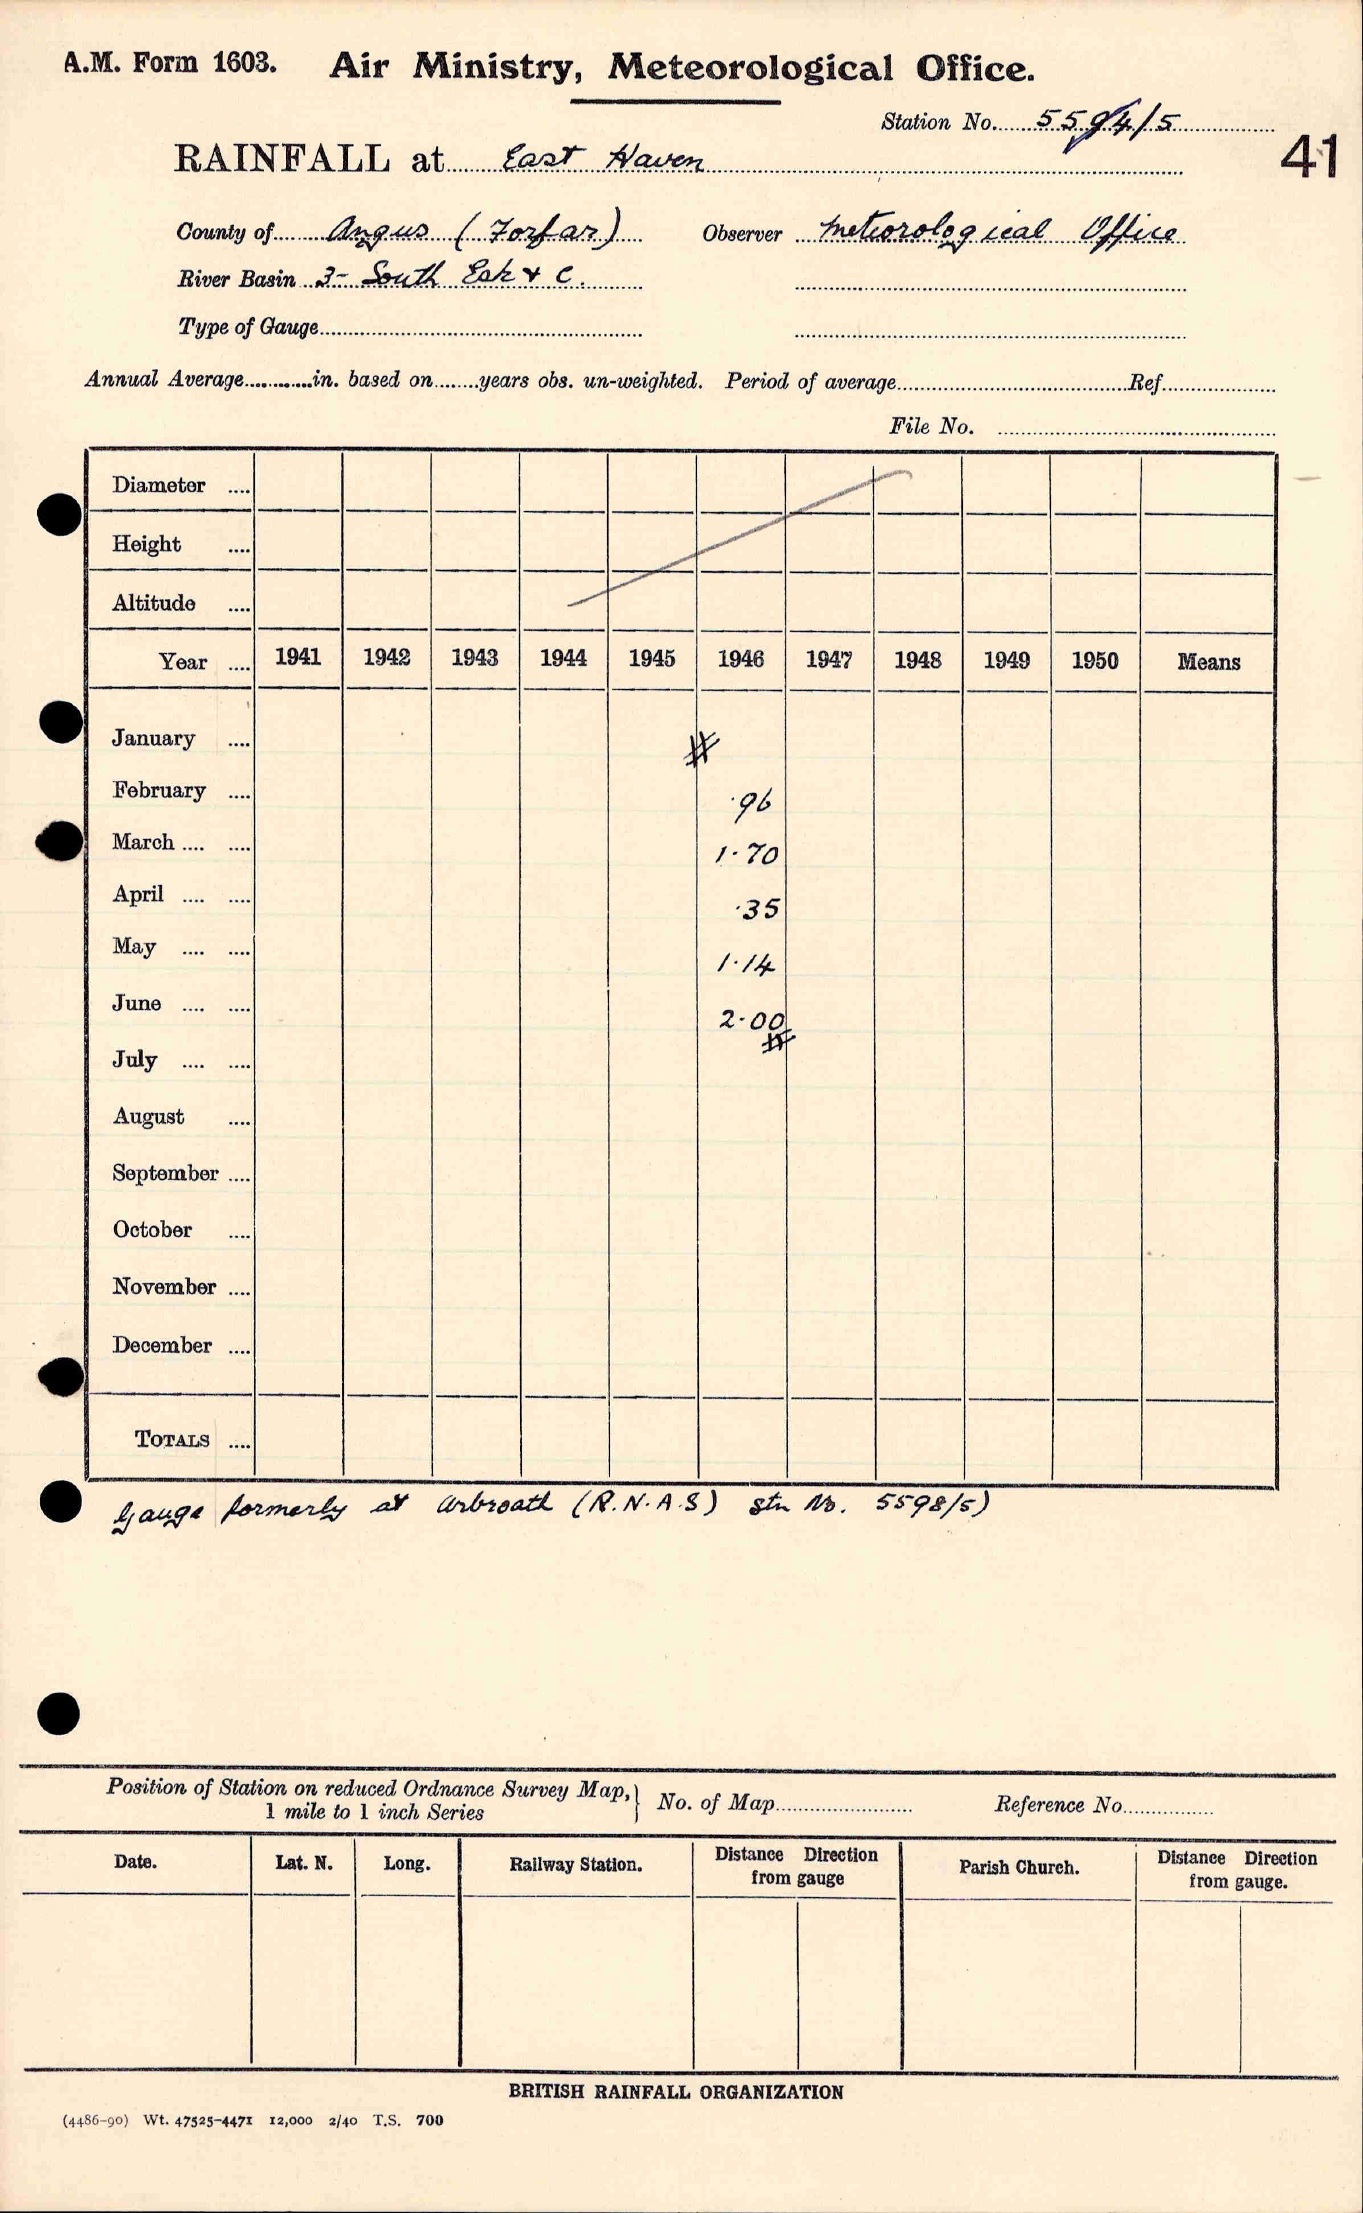 A.M. Form 1603. Air Ministry, Meteorological Office.
Station No. 5594/5
41
RAINFALL at East Haven
County of Angus (Forfar) Observer Meteorological Office
River Basin 3- South Esk & c.
Type of Gauge
Annual Average in. based on years obs. un-weighted. Period of average Ref.
File No.
Diameter
Height
Altitude
Year 1941 1942 1943 1944 1945 1946 1947 1948 1949 1950 Means
January #
February ·96
March 1·70
April ·35
May 1·14
June 2·00
#
July
August
September
October
November
December
TOTALS
Gauge formerly at Arbroath (R.N.A.S) stn No. 5598/5)
Position of Station on reduced Ordnance Survey Map, } No. of Map Reference No.
1 mile to 1 inch Series
Date. Lat. N. Long. Railway Station. Distance Direction from gauge Parish Church. Distance Direction from gauge.
BRITISH RAINFALL ORGANIZATION
(4486-90) Wt. 47525-4471 12,000 2/40 T.S. 700